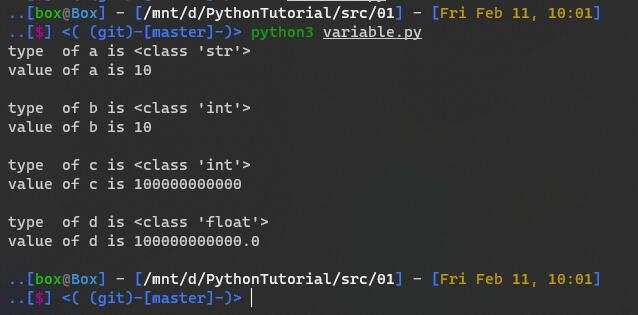 ..[box@Box] - [/mnt/d/PythonTutorial/src/01] - [Fri Feb 11, 10:01]
..[$] <( (git)-[master]-)> python3 variable.py
type  of a is <class 'str'>
value of a is 10
type  of b is <class 'int'>
value of b is 10
type  of c is <class 'int'>
value of c is 100000000000
type  of d is <class 'float'>
value of d is 100000000000.0
..[box@Box] - [/mnt/d/PythonTutorial/src/01] - [Fri Feb 11, 10:01]
..[$] <( (git)-[master]-)>